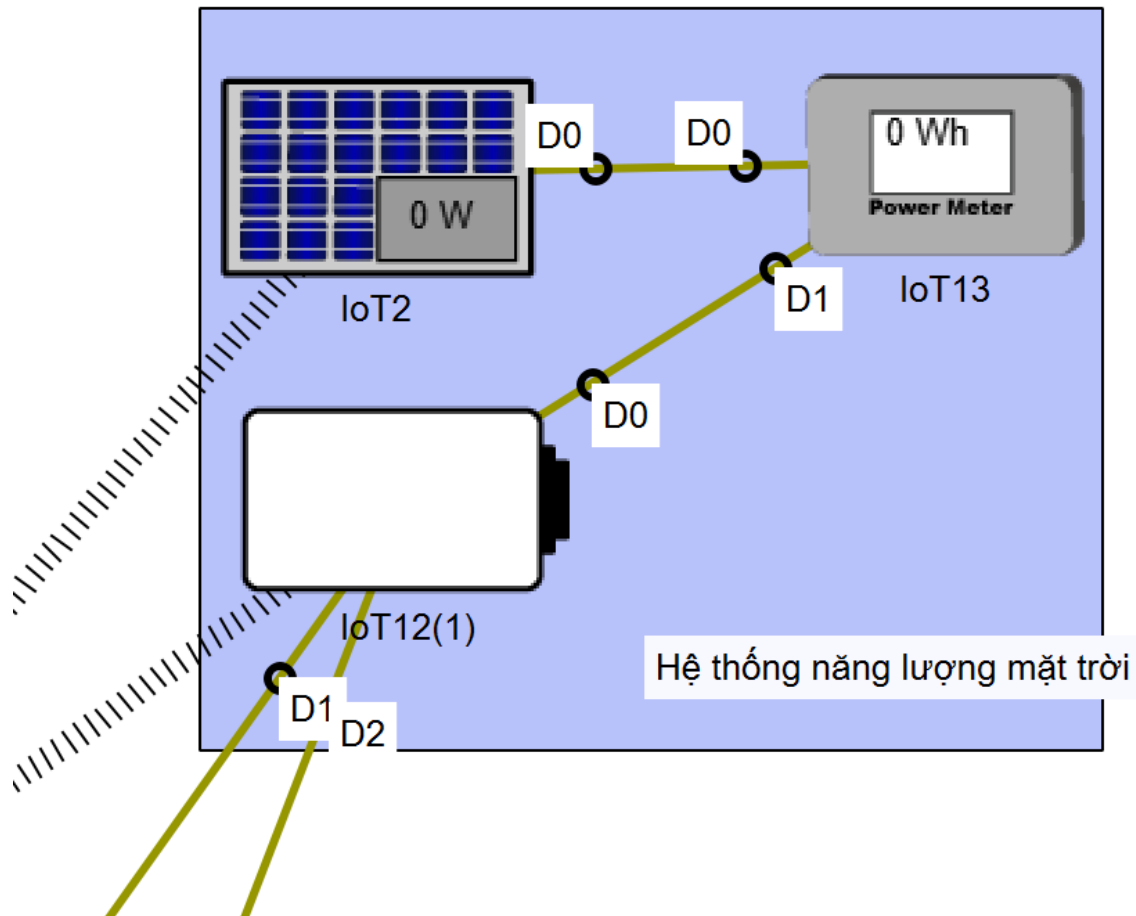 D0
D0
0 Wh
Power Meter
0 W
IoT13
IoT2
D1
D0
IoT12(1)
Hệ thống năng lượng mặt trời
D1
D2